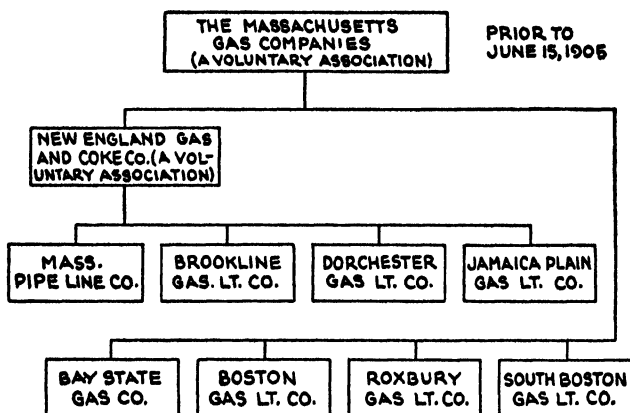 THE MASSACHUSETTS
GAS COMPANIES
(A VOLUNTARY ASSOCIATION)
PRIOR TO
JUNE 15, 1905
NEW ENGLAND GAS
AND COKE CO. (A VOL-
UNTARY ASSOCIATION)
MASS.
PIPE LINE CO.
BROOKLINE
GAS. LT. CO.
DORCHESTER
GAS LT. CO.
JAMAICA PLAIN
GAS LT. CO.
BAY STATE
GAS CO.
BOSTON
GAS LT. CO.
ROXBURY
GAS LT. CO.
SOUTH BOSTON
GAS LT. CO.